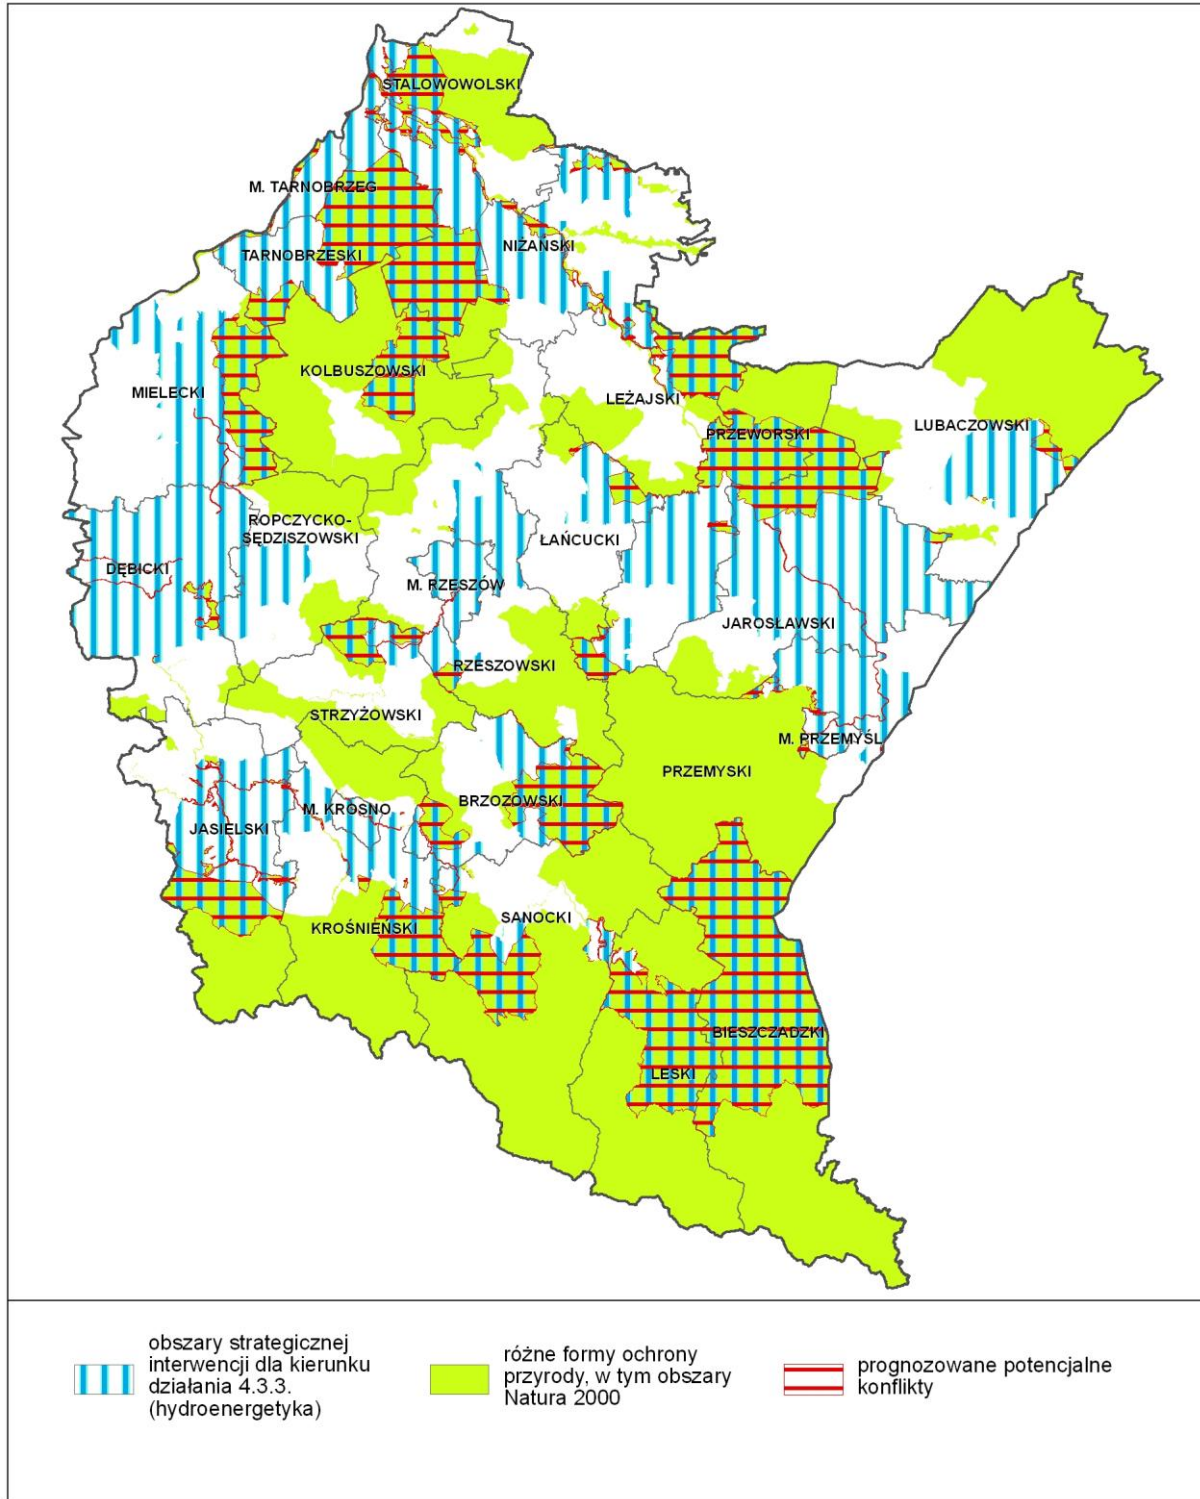 STALOWOWOLSKI
M. TARNOBRZEG
NIŻAŃSKI
TARNOBRZESKI
KOLBUSZOWSKI
MIELECKI
LEŻAJSKI
LUBACZOWSKI
PRZEWORSKI
ROPCZYCKO-
SĘDZISZOWSKI
ŁAŃCUCKI
DĘBICKI
M. RZESZÓW
JAROSŁAWSKI
RZESZOWSKI
STRZYŻOWSKI
M. PRZEMYŚL
PRZEMYSKI
BRZOZOWSKI
M. KROSNO
JASIELSKI
SANOCKI
KROŚNIEŃSKI
BIESZCZADZKI
LESKI
obszary strategicznej
interwencji dla kierunku
działania 4.3.3.
(hydroenergetyka)
różne formy ochrony
przyrody, w tym obszary
Natura 2000
prognozowane potencjalne
konflikty